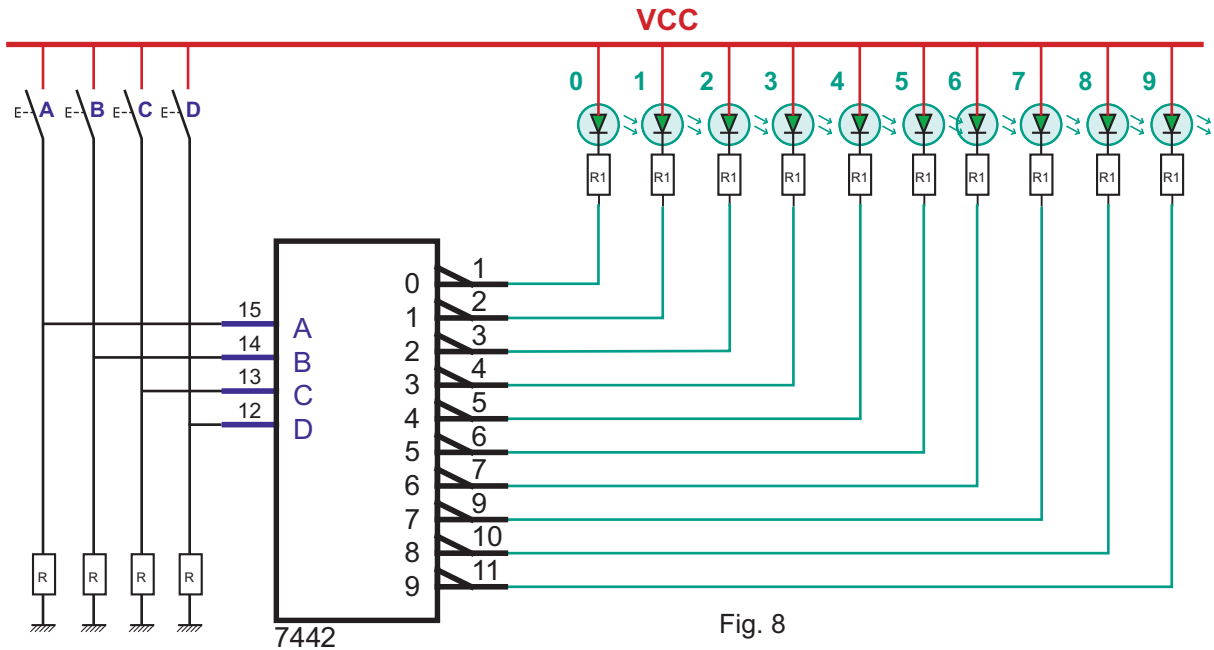 VCC
0 1 2 3 4 5 6 7 8 9
E A E B E C E D
R1 R1 R1 R1 R1 R1 R1 R1 R1 R1
0 1
1 2
15 A
2 3
14 B
3 4
13 C
4 5
12 D
5 6
6 7
7 9
8 10
9 11
R R R R
7442
Fig. 8